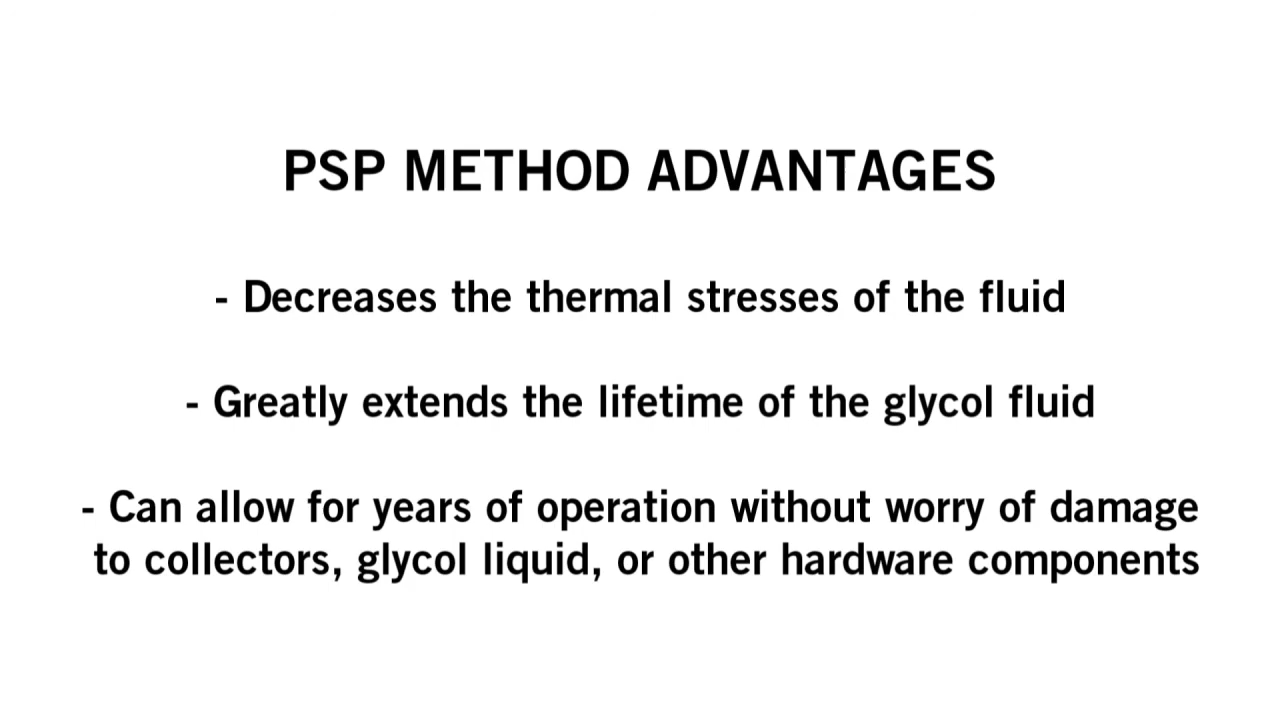 PSP METHOD ADVANTAGES
- Decreases the thermal stresses of the fluid
- Greatly extends the lifetime of the glycol fluid
- Can allow for years of operation without worry of damage
to collectors, glycol liquid, or other hardware components